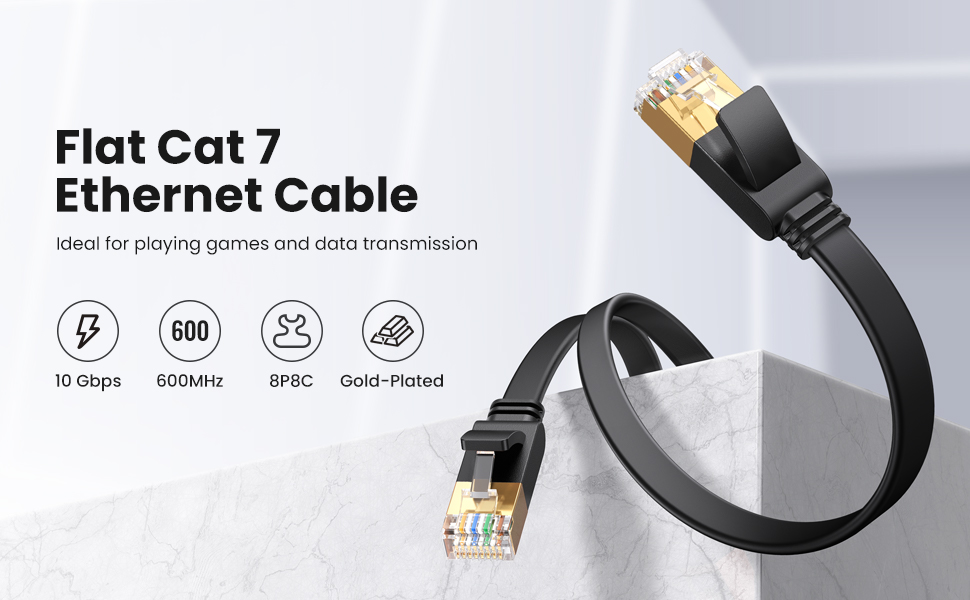 Flat Cat 7
Ethernet Cable
Ideal for playing games and data transmission
600
10 Gbps 600MHz 8P8C Gold-Plated